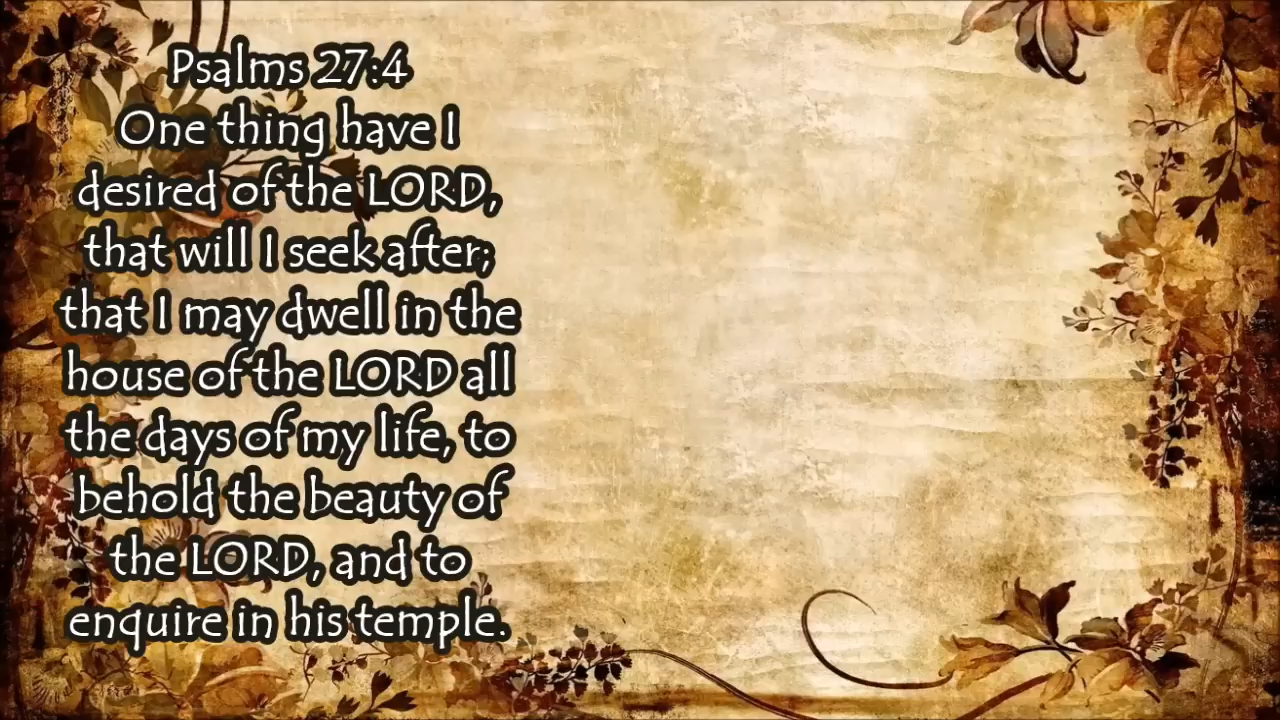 Psalms 27:4
One thing have I
desired of the LORD,
that will I seek after;
that I may dwell in the
house of the LORD all
the days of my life, to
behold the beauty of
the LORD, and to
enquire in his temple.